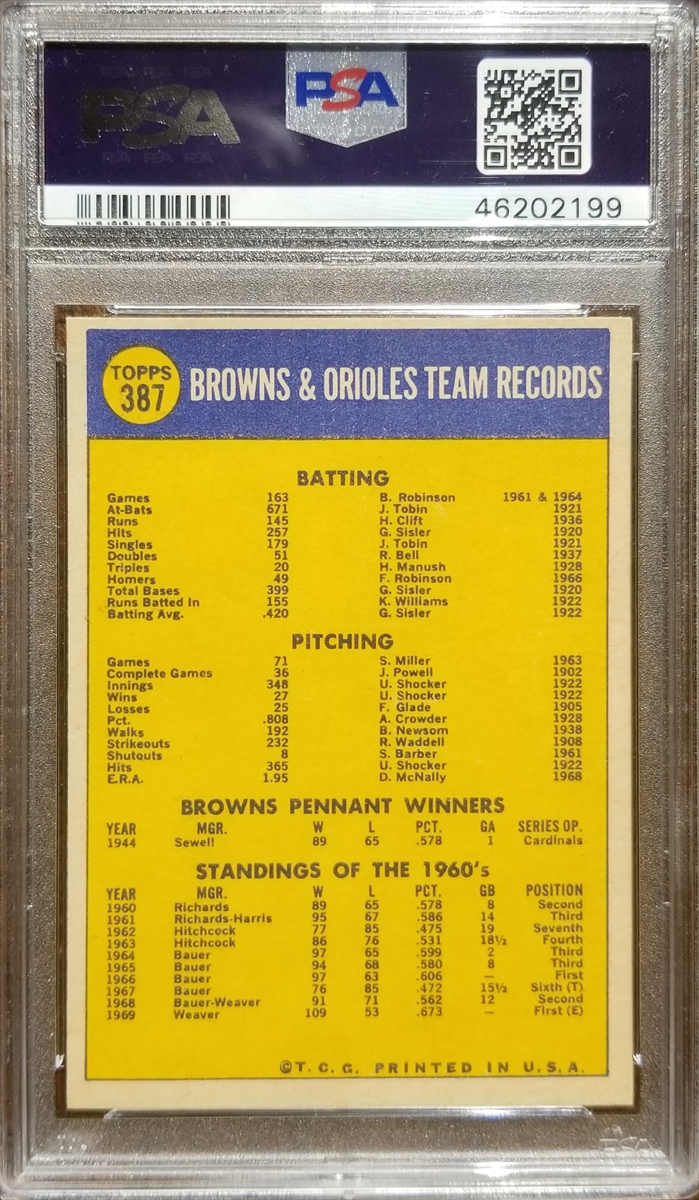 PSA
PSA
46202199
TOPPS
387
BROWNS & ORIOLES TEAM RECORDS
BATTING
Games 163 B. Robinson 1961 & 1964
At-Bats 671 J. Tobin 1921
Runs 145 H. Clift 1936
Hits 257 G. Sisler 1920
Singles 179 J. Tobin 1921
Doubles 51 R. Bell 1937
Triples 20 H. Manush 1928
Homers 49 F. Robinson 1966
Total Bases 399 G. Sisler 1920
Runs Batted In 155 K. Williams 1922
Batting Avg. .420 G. Sisler 1922
PITCHING
Games 71 S. Miller 1963
Complete Games 36 J. Powell 1902
Innings 348 U. Shocker 1922
Wins 27 U. Shocker 1922
Losses 25 F. Glade 1905
Pct. .808 A. Crowder 1928
Walks 192 B. Newsom 1938
Strikeouts 232 R. Waddell 1908
Shutouts 8 S. Barber 1961
Hits 365 U. Shocker 1922
E.R.A. 1.95 D. McNally 1968
BROWNS PENNANT WINNERS
YEAR MGR. W L PCT. GA SERIES OP.
1944 Sewell 89 65 .578 1 Cardinals
STANDINGS OF THE 1960's
YEAR MGR. W L PCT. GB POSITION
1960 Richards 89 65 .578 8 Second
1961 Richards-Harris 95 67 .586 14 Third
1962 Hitchcock 77 85 .475 19 Seventh
1963 Hitchcock 86 76 .531 18½ Fourth
1964 Bauer 97 65 .599 2 Third
1965 Bauer 94 68 .580 8 Third
1966 Bauer 97 63 .606 — First
1967 Bauer 76 85 .472 15½ Sixth (T)
1968 Bauer-Weaver 91 71 .562 12 Second
1969 Weaver 109 53 .673 — First (E)
©T.C.G. PRINTED IN U.S.A.
PSA